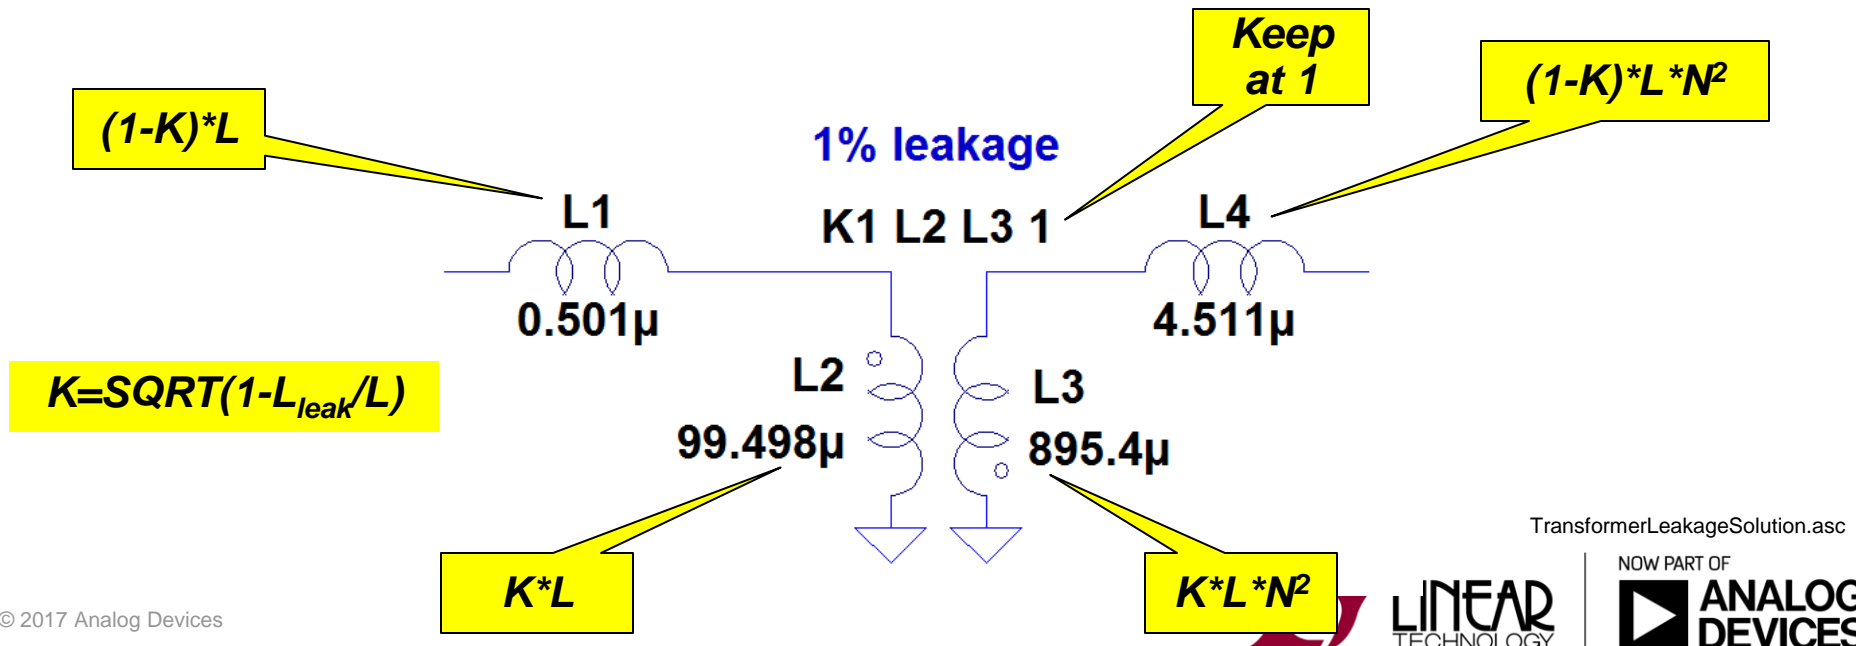 Keep
at 1
(1-K)*L
(1-K)*L*N²
1% leakage
L1
K1 L2 L3 1
L4
0.501µ
4.511µ
K=SQRT(1-Lleak/L)
L2
L3
99.498µ
895.4µ
TransformerLeakageSolution.asc
K*L
K*L*N²
NOW PART OF
LINEAR
TECHNOLOGY
ANALOG
DEVICES
© 2017 Analog Devices